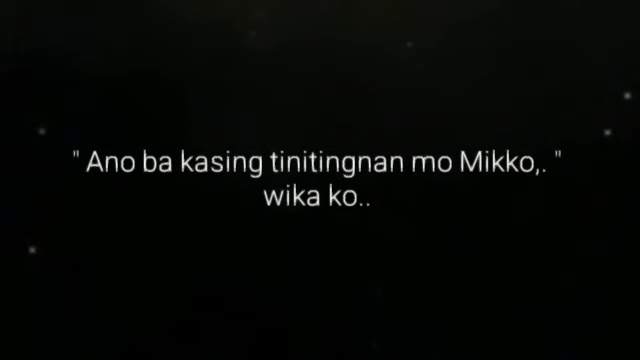 " Ano ba kasing tinitingnan mo Mikko,. "
wika ko..